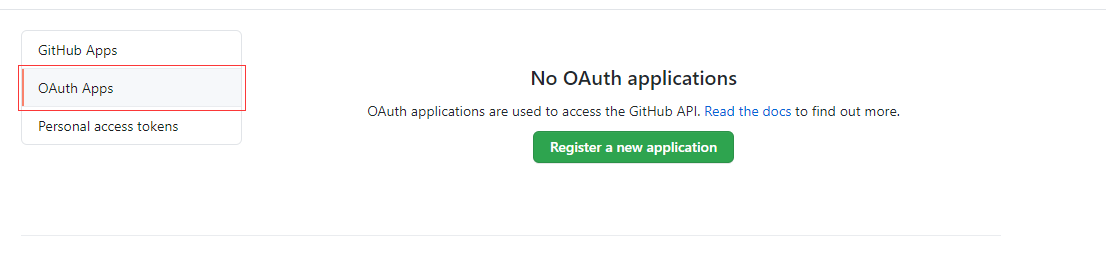 GitHub Apps
OAuth Apps
Personal access tokens
No OAuth applications
OAuth applications are used to access the GitHub API. Read the docs to find out more.
Register a new application